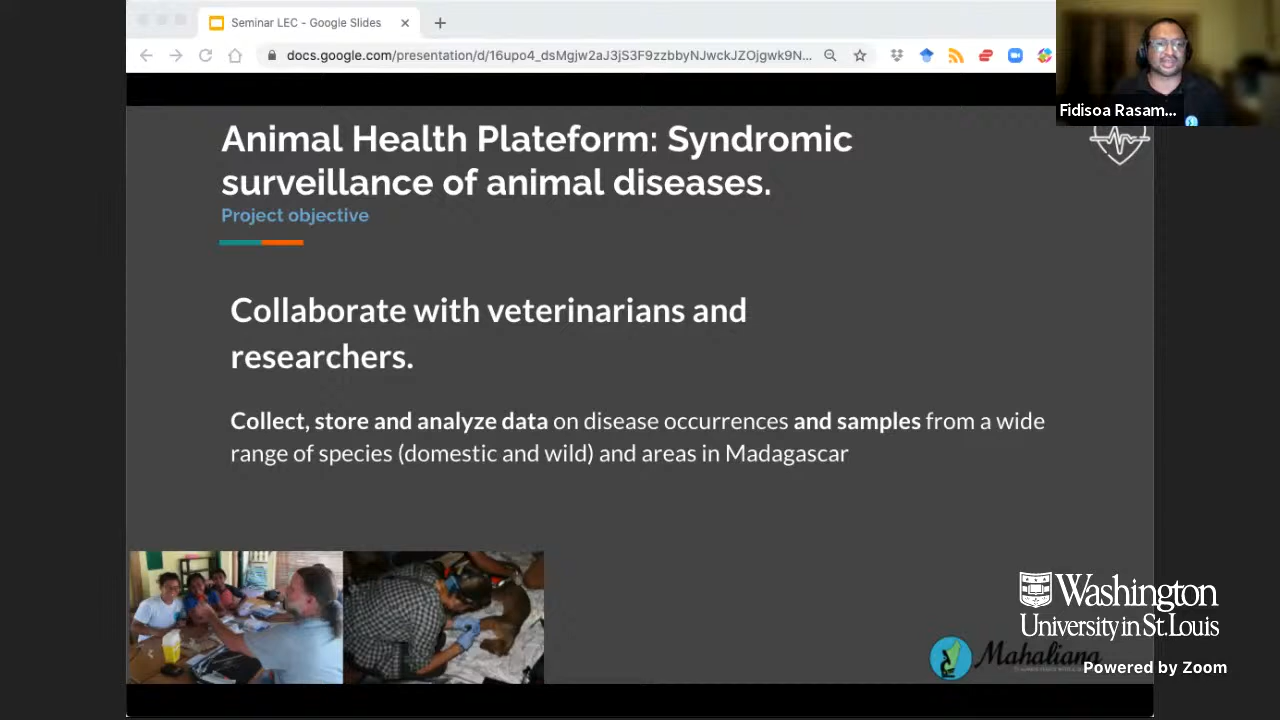 Seminar LEC - Google Slides
docs.google.com/presentation/d/16upo4_dsMgjw2aJ3jS3F9zzbbyNJwckJZOjgwk9N...
Fidisoa Rasam...
Animal Health Plateform: Syndromic
surveillance of animal diseases.
Project objective
Collaborate with veterinarians and
researchers.
Collect, store and analyze data on disease occurrences and samples from a wide
range of species (domestic and wild) and areas in Madagascar
Washington
University in St. Louis
Mahaliana
Powered by Zoom